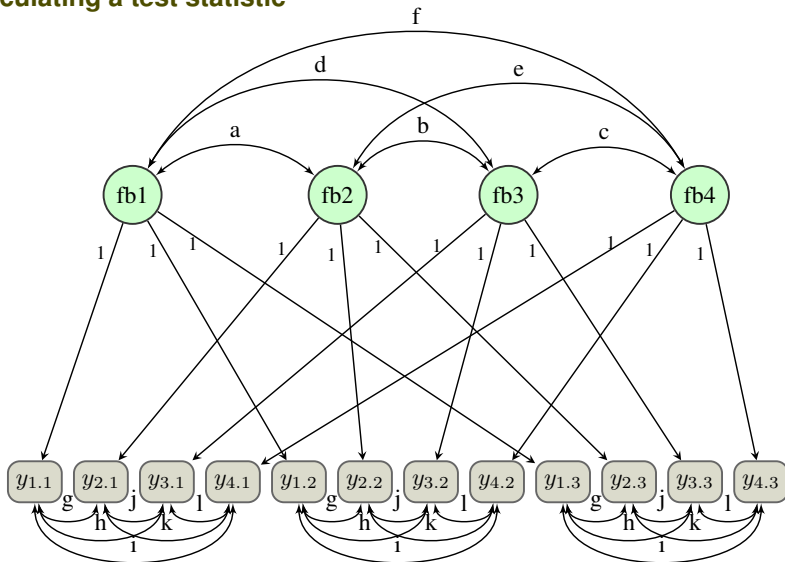 culating a test statistic
f
d e
a b c
fb1 fb2 fb3 fb4
1 1 1 1 1 1 1 1 1 1 1 1
y1.1 y2.1 y3.1 y4.1 y1.2 y2.2 y3.2 y4.2 y1.3 y2.3 y3.3 y4.3
g j l g j l g j l
h k h k h k
i i i